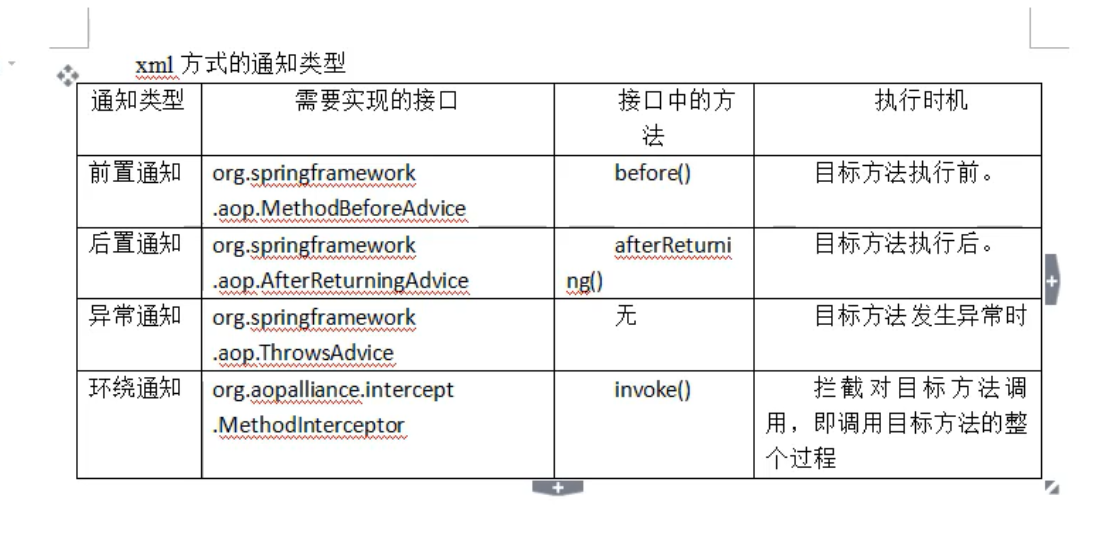 xml 方式的通知类型
通知类型 需要实现的接口 接口中的方法 执行时机
前置通知 org.springframework
.aop.MethodBeforeAdvice before() 目标方法执行前。
后置通知 org.springframework
.aop.AfterReturningAdvice afterReturning() 目标方法执行后。
异常通知 org.springframework
.aop.ThrowsAdvice 无 目标方法发生异常时
环绕通知 org.aopalliance.intercept
.MethodInterceptor invoke() 拦截对目标方法调
用，即调用目标方法的整
个过程